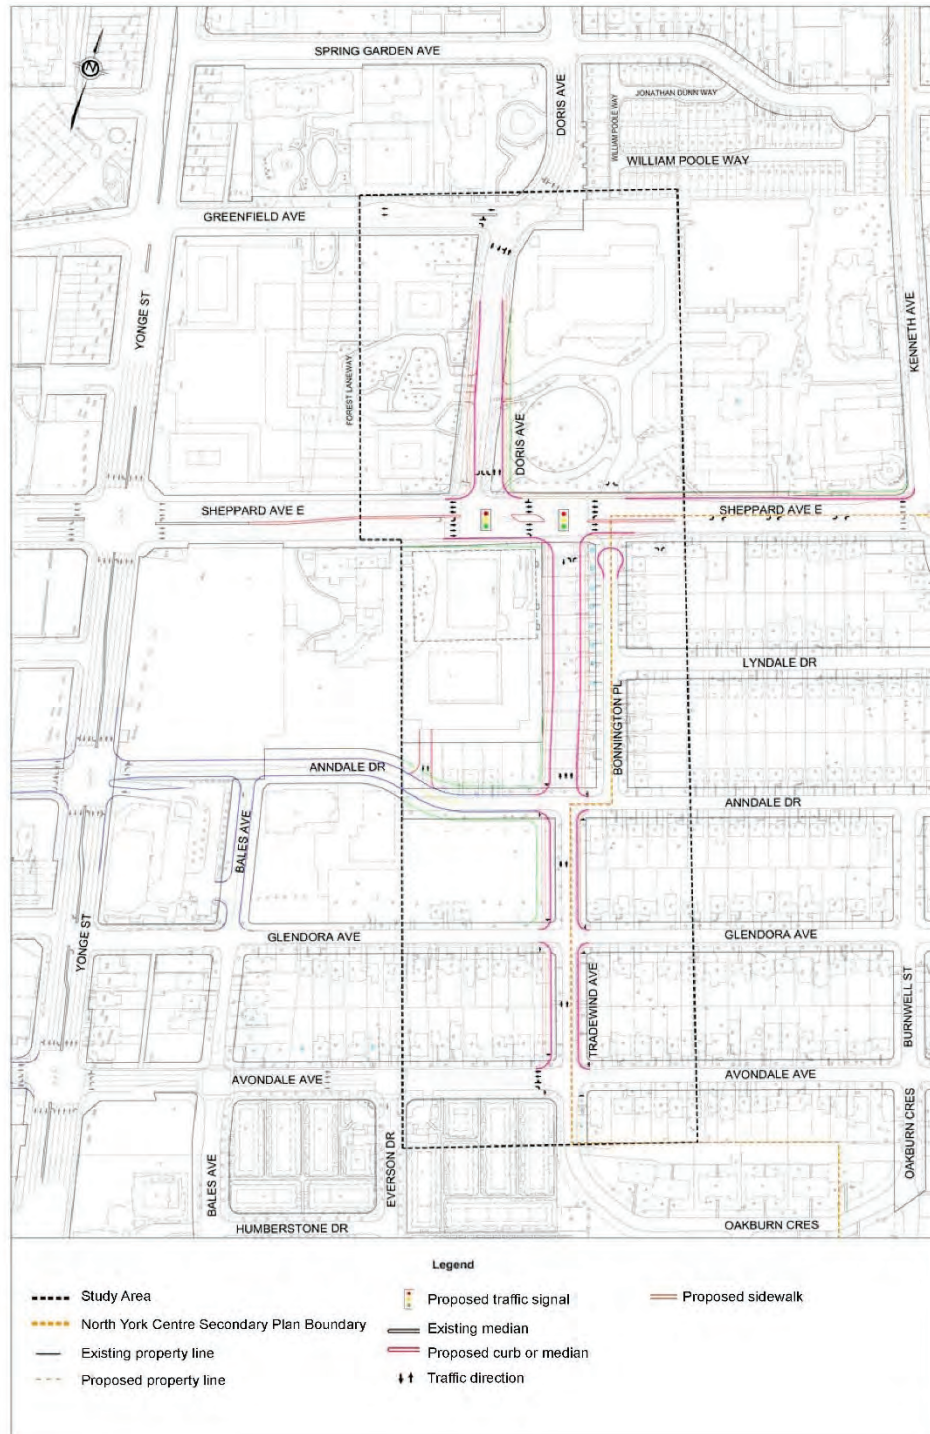 SPRING GARDEN AVE
DORIS AVE
JONATHAN DUNN WAY
WILLIAM POOLE WAY
WILLIAM POOLE WAY
N
GREENFIELD AVE
YONGE ST
KENNETH AVE
FOREST LANEWAY
DORIS AVE
SHEPPARD AVE E
SHEPPARD AVE E
LYNDALE DR
BONNINGTON PL
ANNDALE DR
ANNDALE DR
BALES AVE
YONGE ST
GLENDORA AVE
GLENDORA AVE
TRADEWIND AVE
BURNWELL ST
AVONDALE AVE
AVONDALE AVE
BALES AVE
EVERSON DR
OAKBURN CRES
HUMBERSTONE DR
OAKBURN CRES
Legend
Study Area
North York Centre Secondary Plan Boundary
Existing property line
Proposed property line
Proposed traffic signal
Existing median
Proposed curb or median
Traffic direction
Proposed sidewalk